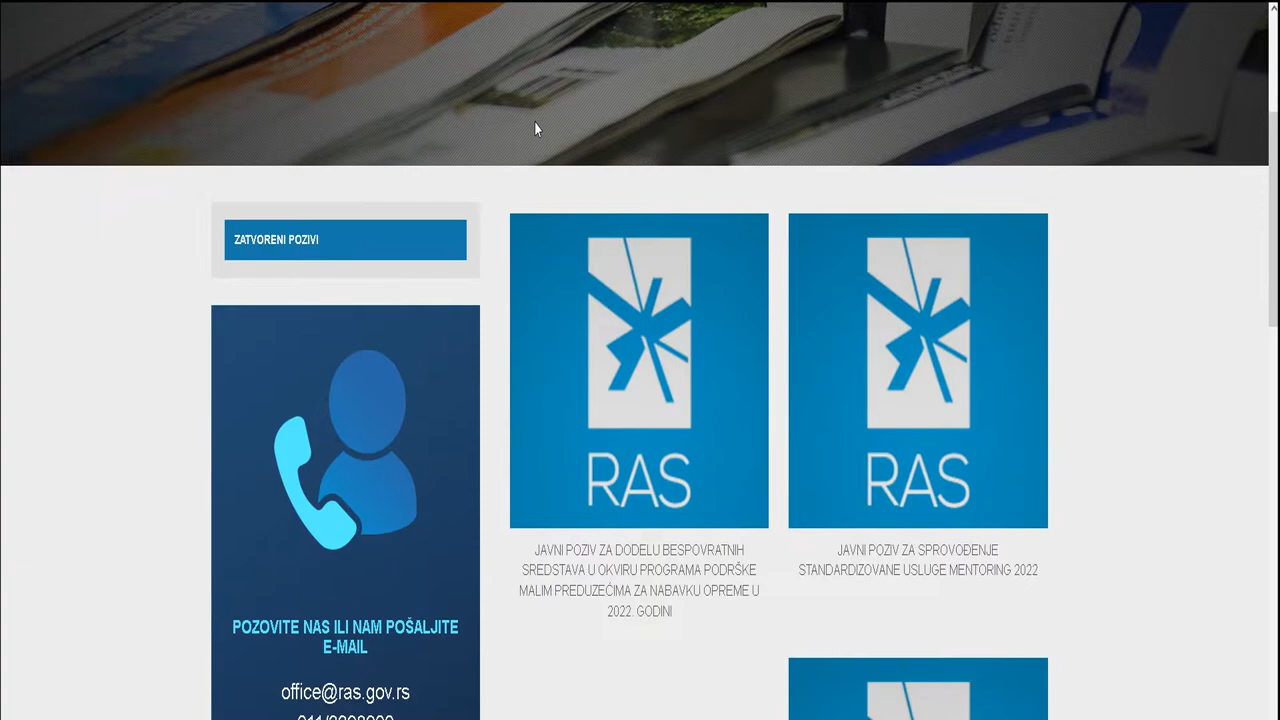 ZATVORENI POZIVI
RAS
RAS
JAVNI POZIV ZA DODELU BESPOVRATNIH
SREDSTAVA U OKVIRU PROGRAMA PODRŠKE
MALIM PREDUZEĆIMA ZA NABAVKU OPREME U
2022. GODINI
JAVNI POZIV ZA SPROVOĐENJE
STANDARDIZOVANE USLUGE MENTORING 2022
POZOVITE NAS ILI NAM POŠALJITE
E-MAIL
office@ras.gov.rs